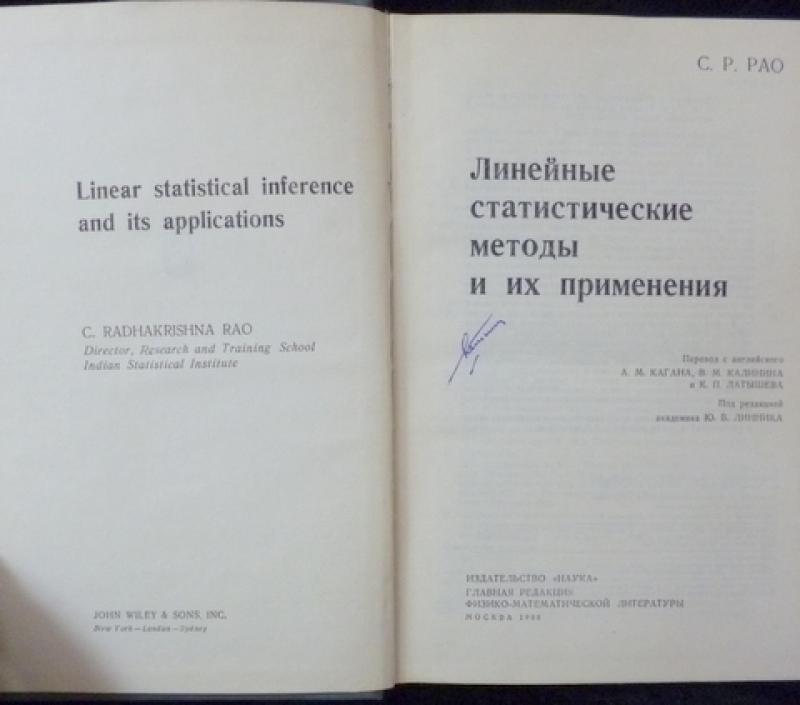 Linear statistical inference
and its applications
C. RADHAKRISHNA RAO
Director, Research and Training School
Indian Statistical Institute
JOHN WILEY & SONS, INC.
New York—London—Sydney
С. Р. РАО
Линейные
статистические
методы
и их применения
Перевод с английского
А. М. КАГАНА, В. М. КАЛИНИНА
и К. П. ЛАТЫШЕВА
Под редакцией
академика Ю. В. ЛИННИКА
ИЗДАТЕЛЬСТВО «НАУКА»
ГЛАВНАЯ РЕДАКЦИЯ
ФИЗИКО-МАТЕМАТИЧЕСКОЙ ЛИТЕРАТУРЫ
МОСКВА 1968